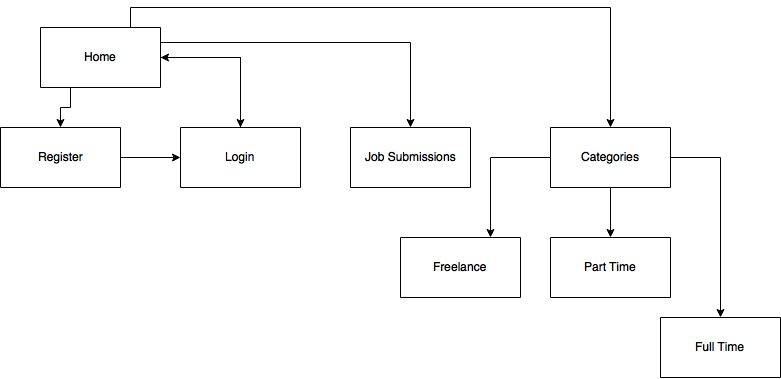 Home
Register
Login
Job Submissions
Categories
Freelance
Part Time
Full Time